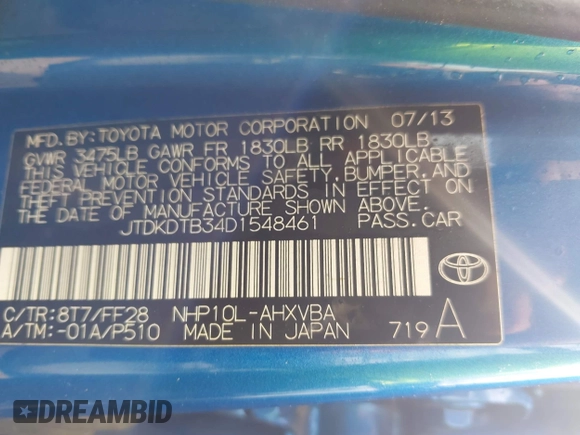 MFD. BY: TOYOTA MOTOR CORPORATION 07/13
GVWR 3475LB GAWR FR 1830LB RR 1830LB
THIS VEHICLE CONFORMS TO ALL APPLICABLE
FEDERAL MOTOR VEHICLE SAFETY, BUMPER, AND
THEFT PREVENTION STANDARDS IN EFFECT ON
THE DATE OF MANUFACTURE SHOWN ABOVE.
JTDKDTB34D1548461 PASS. CAR
C/TR: 8T7/FF28 NHP10L-AHXVBA
A/TM: -01A/P510 MADE IN JAPAN 719 A
DREAMBID